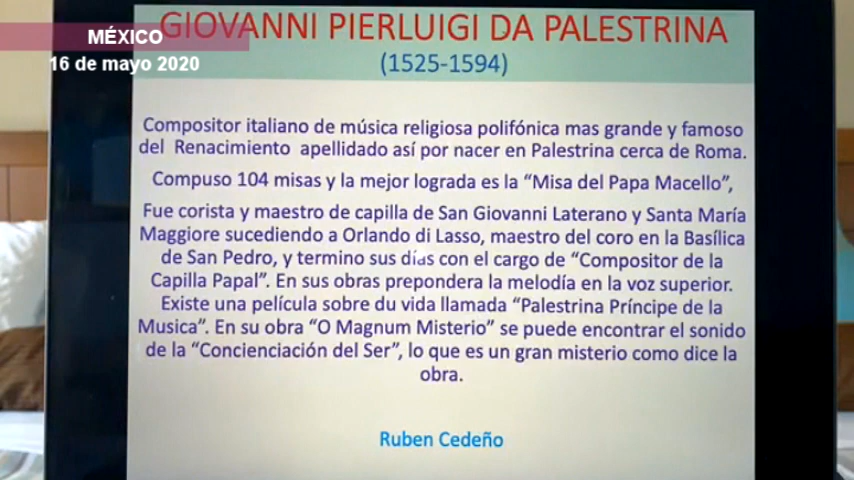 GIOVANNI PIERLUIGI DA PALESTRINA
MÉXICO
(1525-1594)
16 de mayo 2020
Compositor italiano de música religiosa polifónica mas grande y famoso
del Renacimiento apellidado así por nacer en Palestrina cerca de Roma.
Compuso 104 misas y la mejor lograda es la “Misa del Papa Macello”,
Fue corista y maestro de capilla de San Giovanni Laterano y Santa María
Maggiore sucediendo a Orlando di Lasso, maestro del coro en la Basílica
de San Pedro, y termino sus días con el cargo de “Compositor de la
Capilla Papal”. En sus obras prepondera la melodía en la voz superior.
Existe una película sobre du vida llamada “Palestrina Príncipe de la
Musica”. En su obra “O Magnum Misterio” se puede encontrar el sonido
de la “Concienciación del Ser”, lo que es un gran misterio como dice la
obra.
Ruben Cedeño